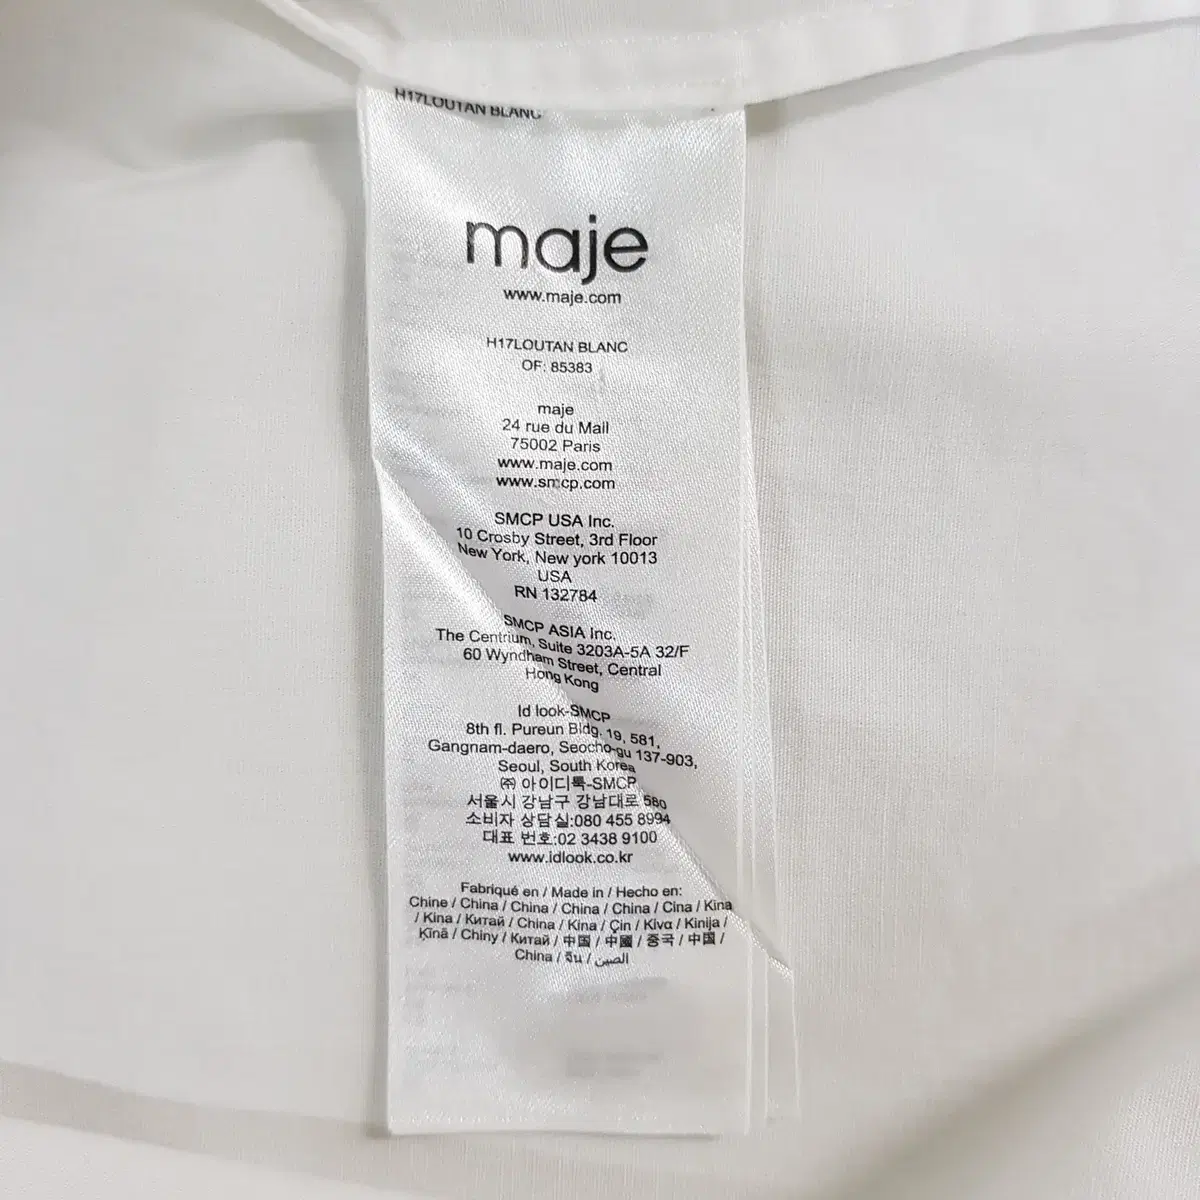 H17LOUTAN BLANC
maje
www.maje.com
H17LOUTAN BLANC
OF: 85383
maje
24 rue du Mail
75002 Paris
www.maje.com
www.smcp.com
SMCP USA Inc.
10 Crosby Street, 3rd Floor
New York, New york 10013
USA
RN 132784
SMCP ASIA Inc.
The Centrium, Suite 3203A-5A 32/F
60 Wyndham Street, Central
Hong Kong
Id look-SMCP
8th fl. Pureun Bldg. 19, 581,
Gangnam-daero, Seocho-gu 137-903,
Seoul, South Korea
㈜ 아이디룩-SMCP
서울시 강남구 강남대로 580
소비자 상담실:080 455 8994
대표 번호:02 3438 9100
www.idlook.co.kr
Fabriqué en / Made in / Hecho en:
Chine / China / China / China / China / Cina / Kina
/ Kina / Китай / China / Kina / Çin / Kíva / Kinija /
Ķīnā / Chiny / Китай / 中国 / 中國 / 중국 / 中国 /
China / จีน / الصين